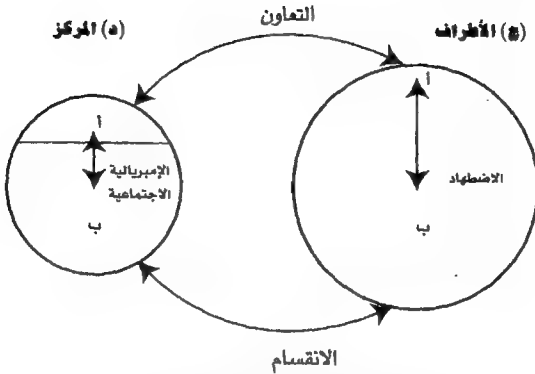 التعاون
(ج) الأطراف
(د) المركز
أ
أ
الاضطهاد
الإمبريالية
الاجتماعية
ب
ب
الانقسام